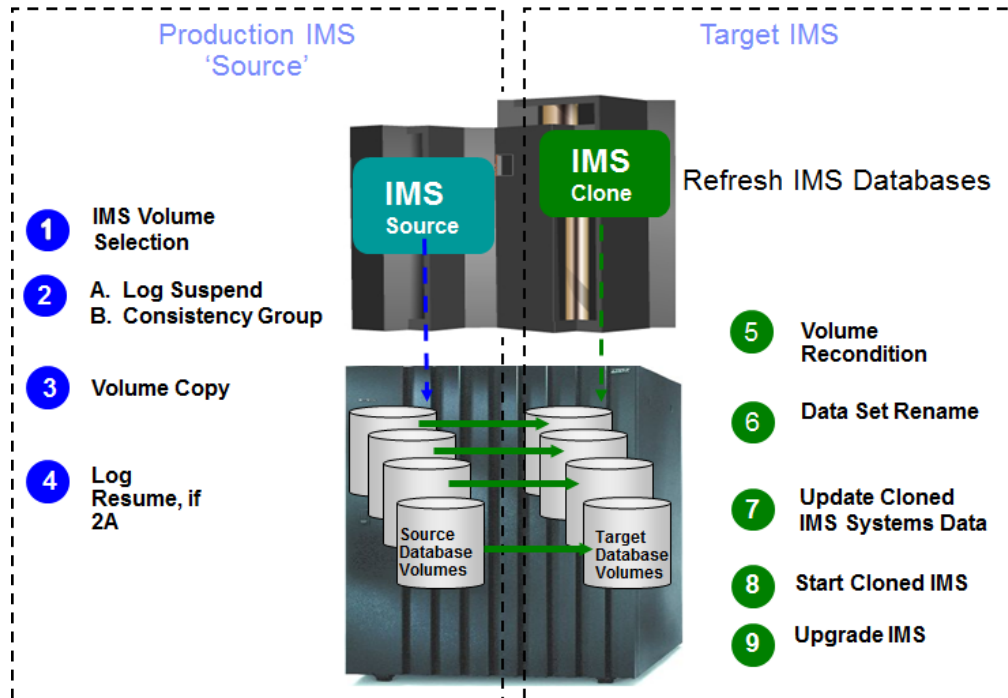 Production IMS
‘Source’
Target IMS
IMS
Source
IMS
Clone
Refresh IMS Databases
1
IMS Volume
Selection
2
A. Log Suspend
B. Consistency Group
3
Volume Copy
4
Log
Resume, if
2A
Source
Database
Volumes
Target
Database
Volumes
5
Volume
Recondition
6
Data Set Rename
7
Update Cloned
IMS Systems Data
8
Start Cloned IMS
9
Upgrade IMS